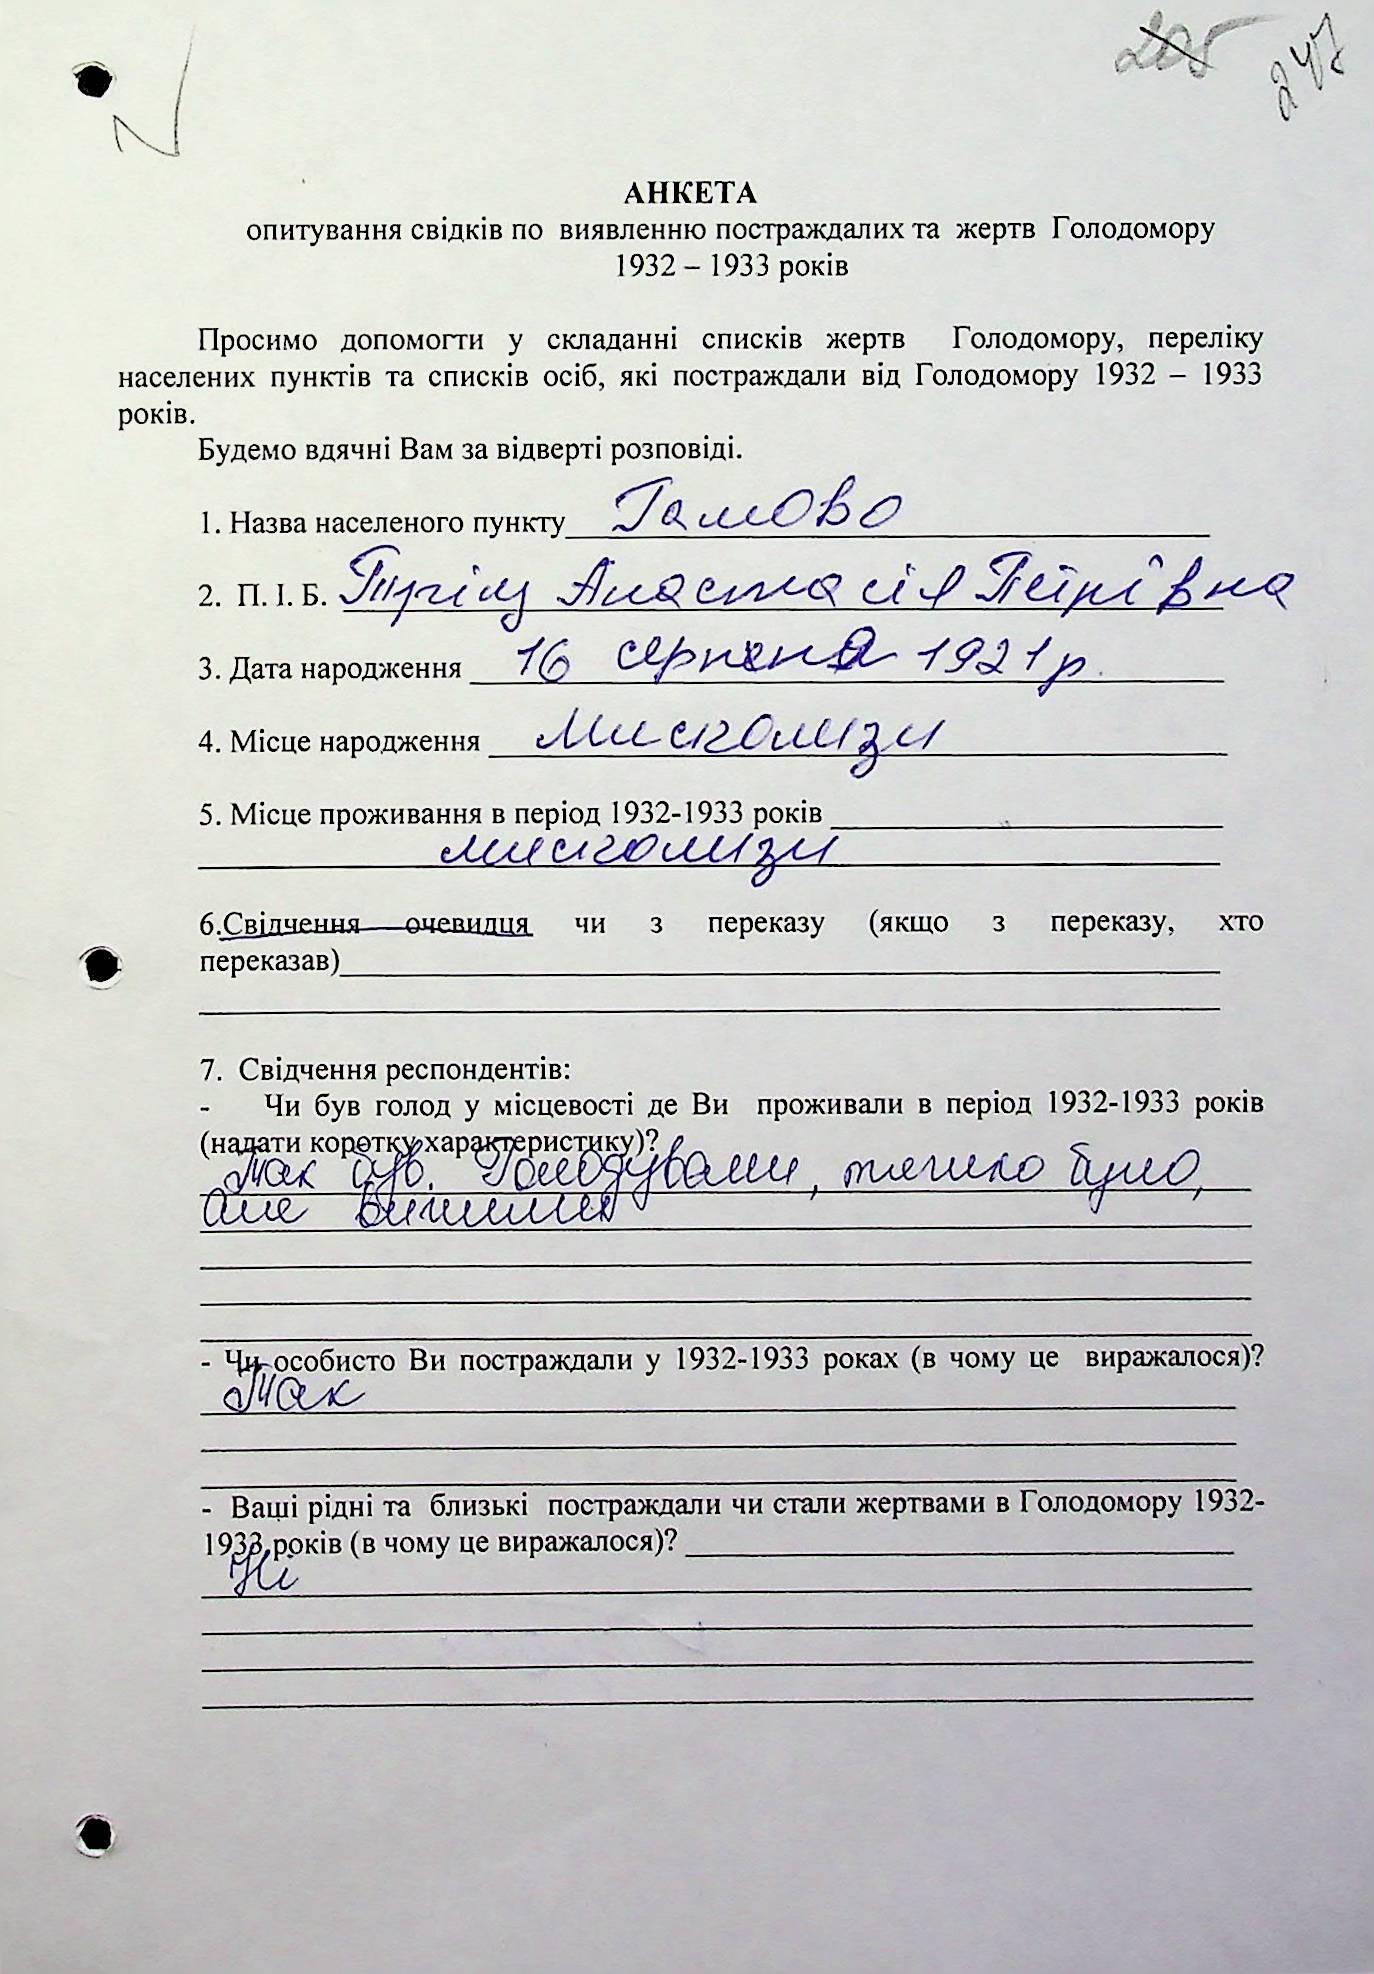 205
247
АНКЕТА
опитування свідків по виявленню постраждалих та жертв Голодомору
1932 – 1933 років
Просимо допомогти у складанні списків жертв Голодомору, переліку
населених пунктів та списків осіб, які постраждали від Голодомору 1932 – 1933
років.
Будемо вдячні Вам за відверті розповіді.
1. Назва населеного пункту Гамово
2. П. І. Б. Анастасія Петрівна
3. Дата народження 16 серпеня 1921 р.
4. Місце народження Мисголизи
5. Місце проживання в період 1932-1933 років
мисголизи
6.Свідчення очевидця чи з переказу (якщо з переказу, хто
переказав)
7. Свідчення респондентів:
- Чи був голод у місцевості де Ви проживали в період 1932-1933 років
(надати коротку характеристику)?
Так був. Голодували, тяжко було,
але вижили
- Чи особисто Ви постраждали у 1932-1933 роках (в чому це виражалося)?
Так
- Ваші рідні та близькі постраждали чи стали жертвами в Голодомору 1932-
1933 років (в чому це виражалося)?
Ні